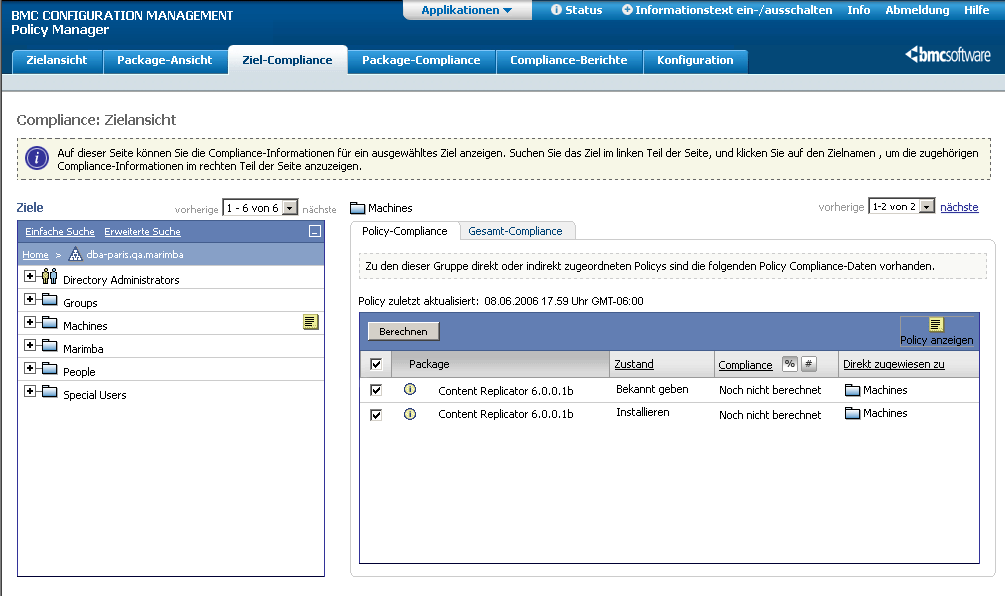 BMC CONFIGURATION MANAGEMENT
Policy Manager
Applikationen
Status
Informationstext ein-/ausschalten
Info
Abmeldung
Hilfe
Zielansicht
Package-Ansicht
Ziel-Compliance
Package-Compliance
Compliance-Berichte
Konfiguration
bmcsoftware
Compliance: Zielansicht
Auf dieser Seite können Sie die Compliance-Informationen für ein ausgewähltes Ziel anzeigen. Suchen Sie das Ziel im linken Teil der Seite, und klicken Sie auf den Zielnamen , um die zugehörigen
Compliance-Informationen im rechten Teil der Seite anzuzeigen.
Ziele
vorherige
1 - 6 von 6
nächste
Einfache Suche
Erweiterte Suche
Home > dba-paris.qa.marimba
Directory Administrators
Groups
Machines
Marimba
People
Special Users
Machines
vorherige
1-2 von 2
nächste
Policy-Compliance
Gesamt-Compliance
Zu den dieser Gruppe direkt oder indirekt zugeordneten Policys sind die folgenden Policy Compliance-Daten vorhanden.
Policy zuletzt aktualisiert: 08.06.2006 17.59 Uhr GMT-06:00
Berechnen
Policy anzeigen
Package
Zustand
Compliance
%
#
Direkt zugewiesen zu
Content Replicator 6.0.0.1b
Bekannt geben
Noch nicht berechnet
Machines
Content Replicator 6.0.0.1b
Installieren
Noch nicht berechnet
Machines